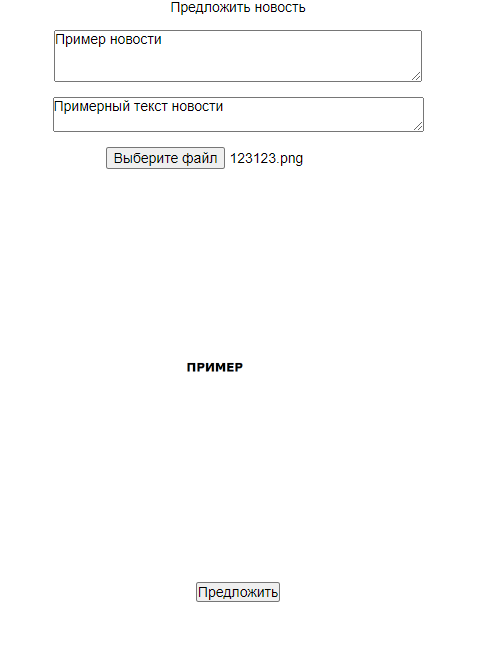 Предложить новость
Пример новости
Примерный текст новости
Выберите файл 123123.png
ПРИМЕР
Предложить